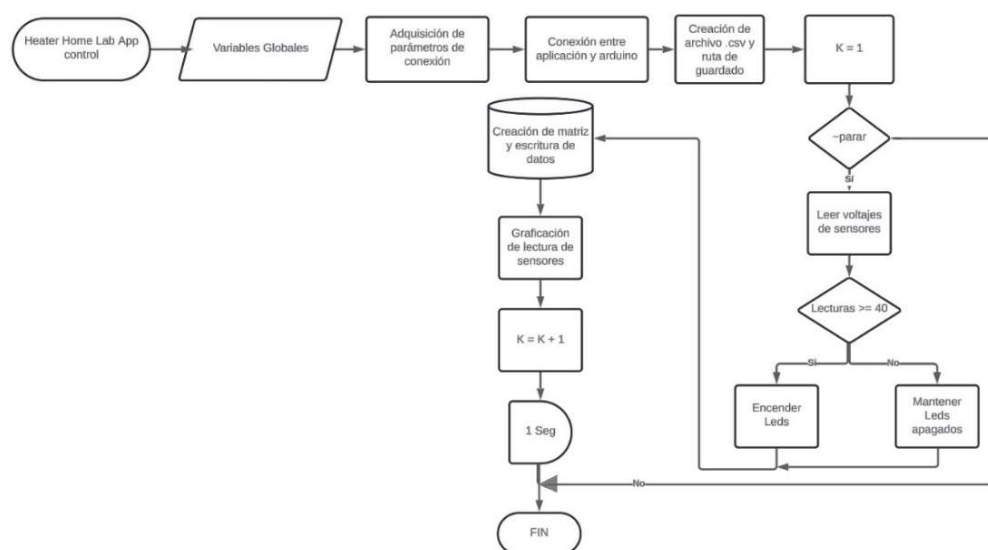 Heater Home Lab App
control
Variables Globales
Adquisición de
parámetros de
conexión
Conexión entre
aplicación y arduino
Creación de
archivo .csv y
ruta de
guardado
K = 1
~parar
Sí
Leer voltajes
de sensores
Lecturas >= 40
Sí
No
Encender
Leds
Mantener
Leds
apagados
Creación de matriz
y escritura de
datos
Graficación
de lectura de
sensores
K = K + 1
1 Seg
No
FIN